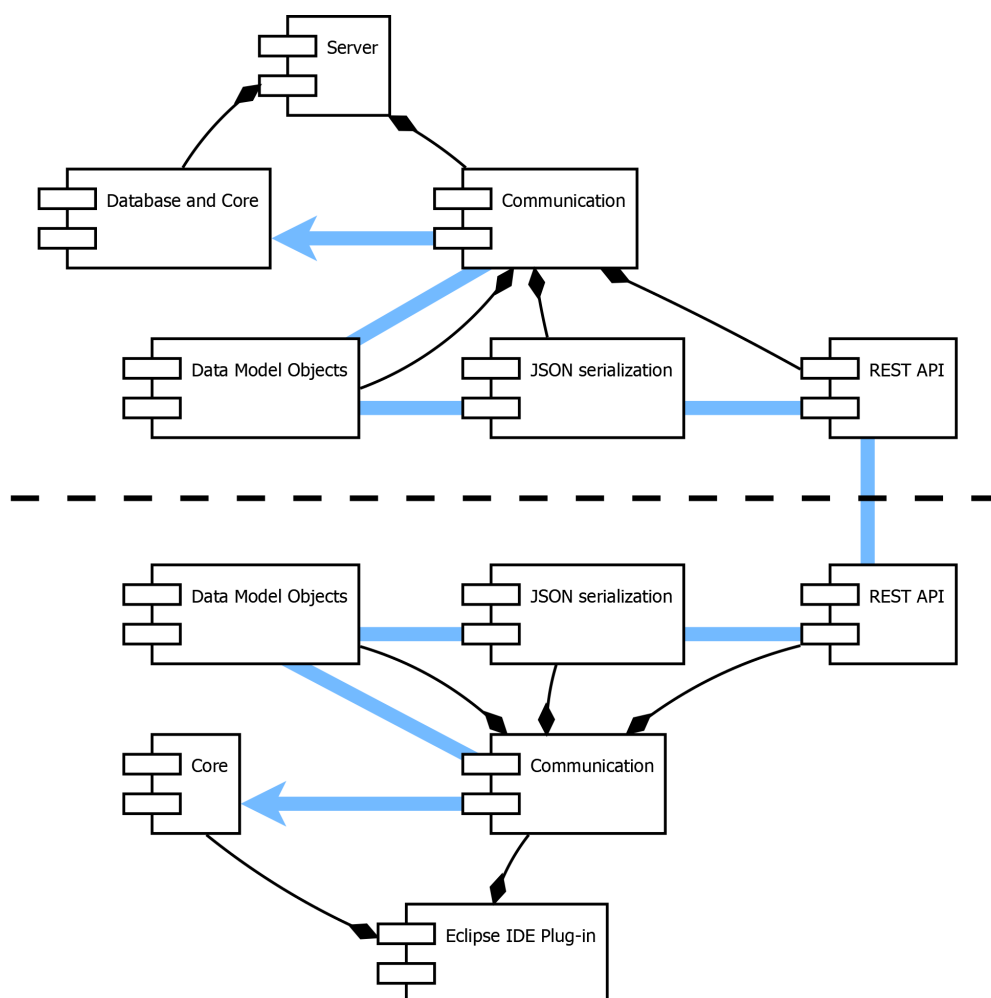 Server
Database and Core
Communication
Data Model Objects
JSON serialization
REST API
Data Model Objects
JSON serialization
REST API
Core
Communication
Eclipse IDE Plug-in